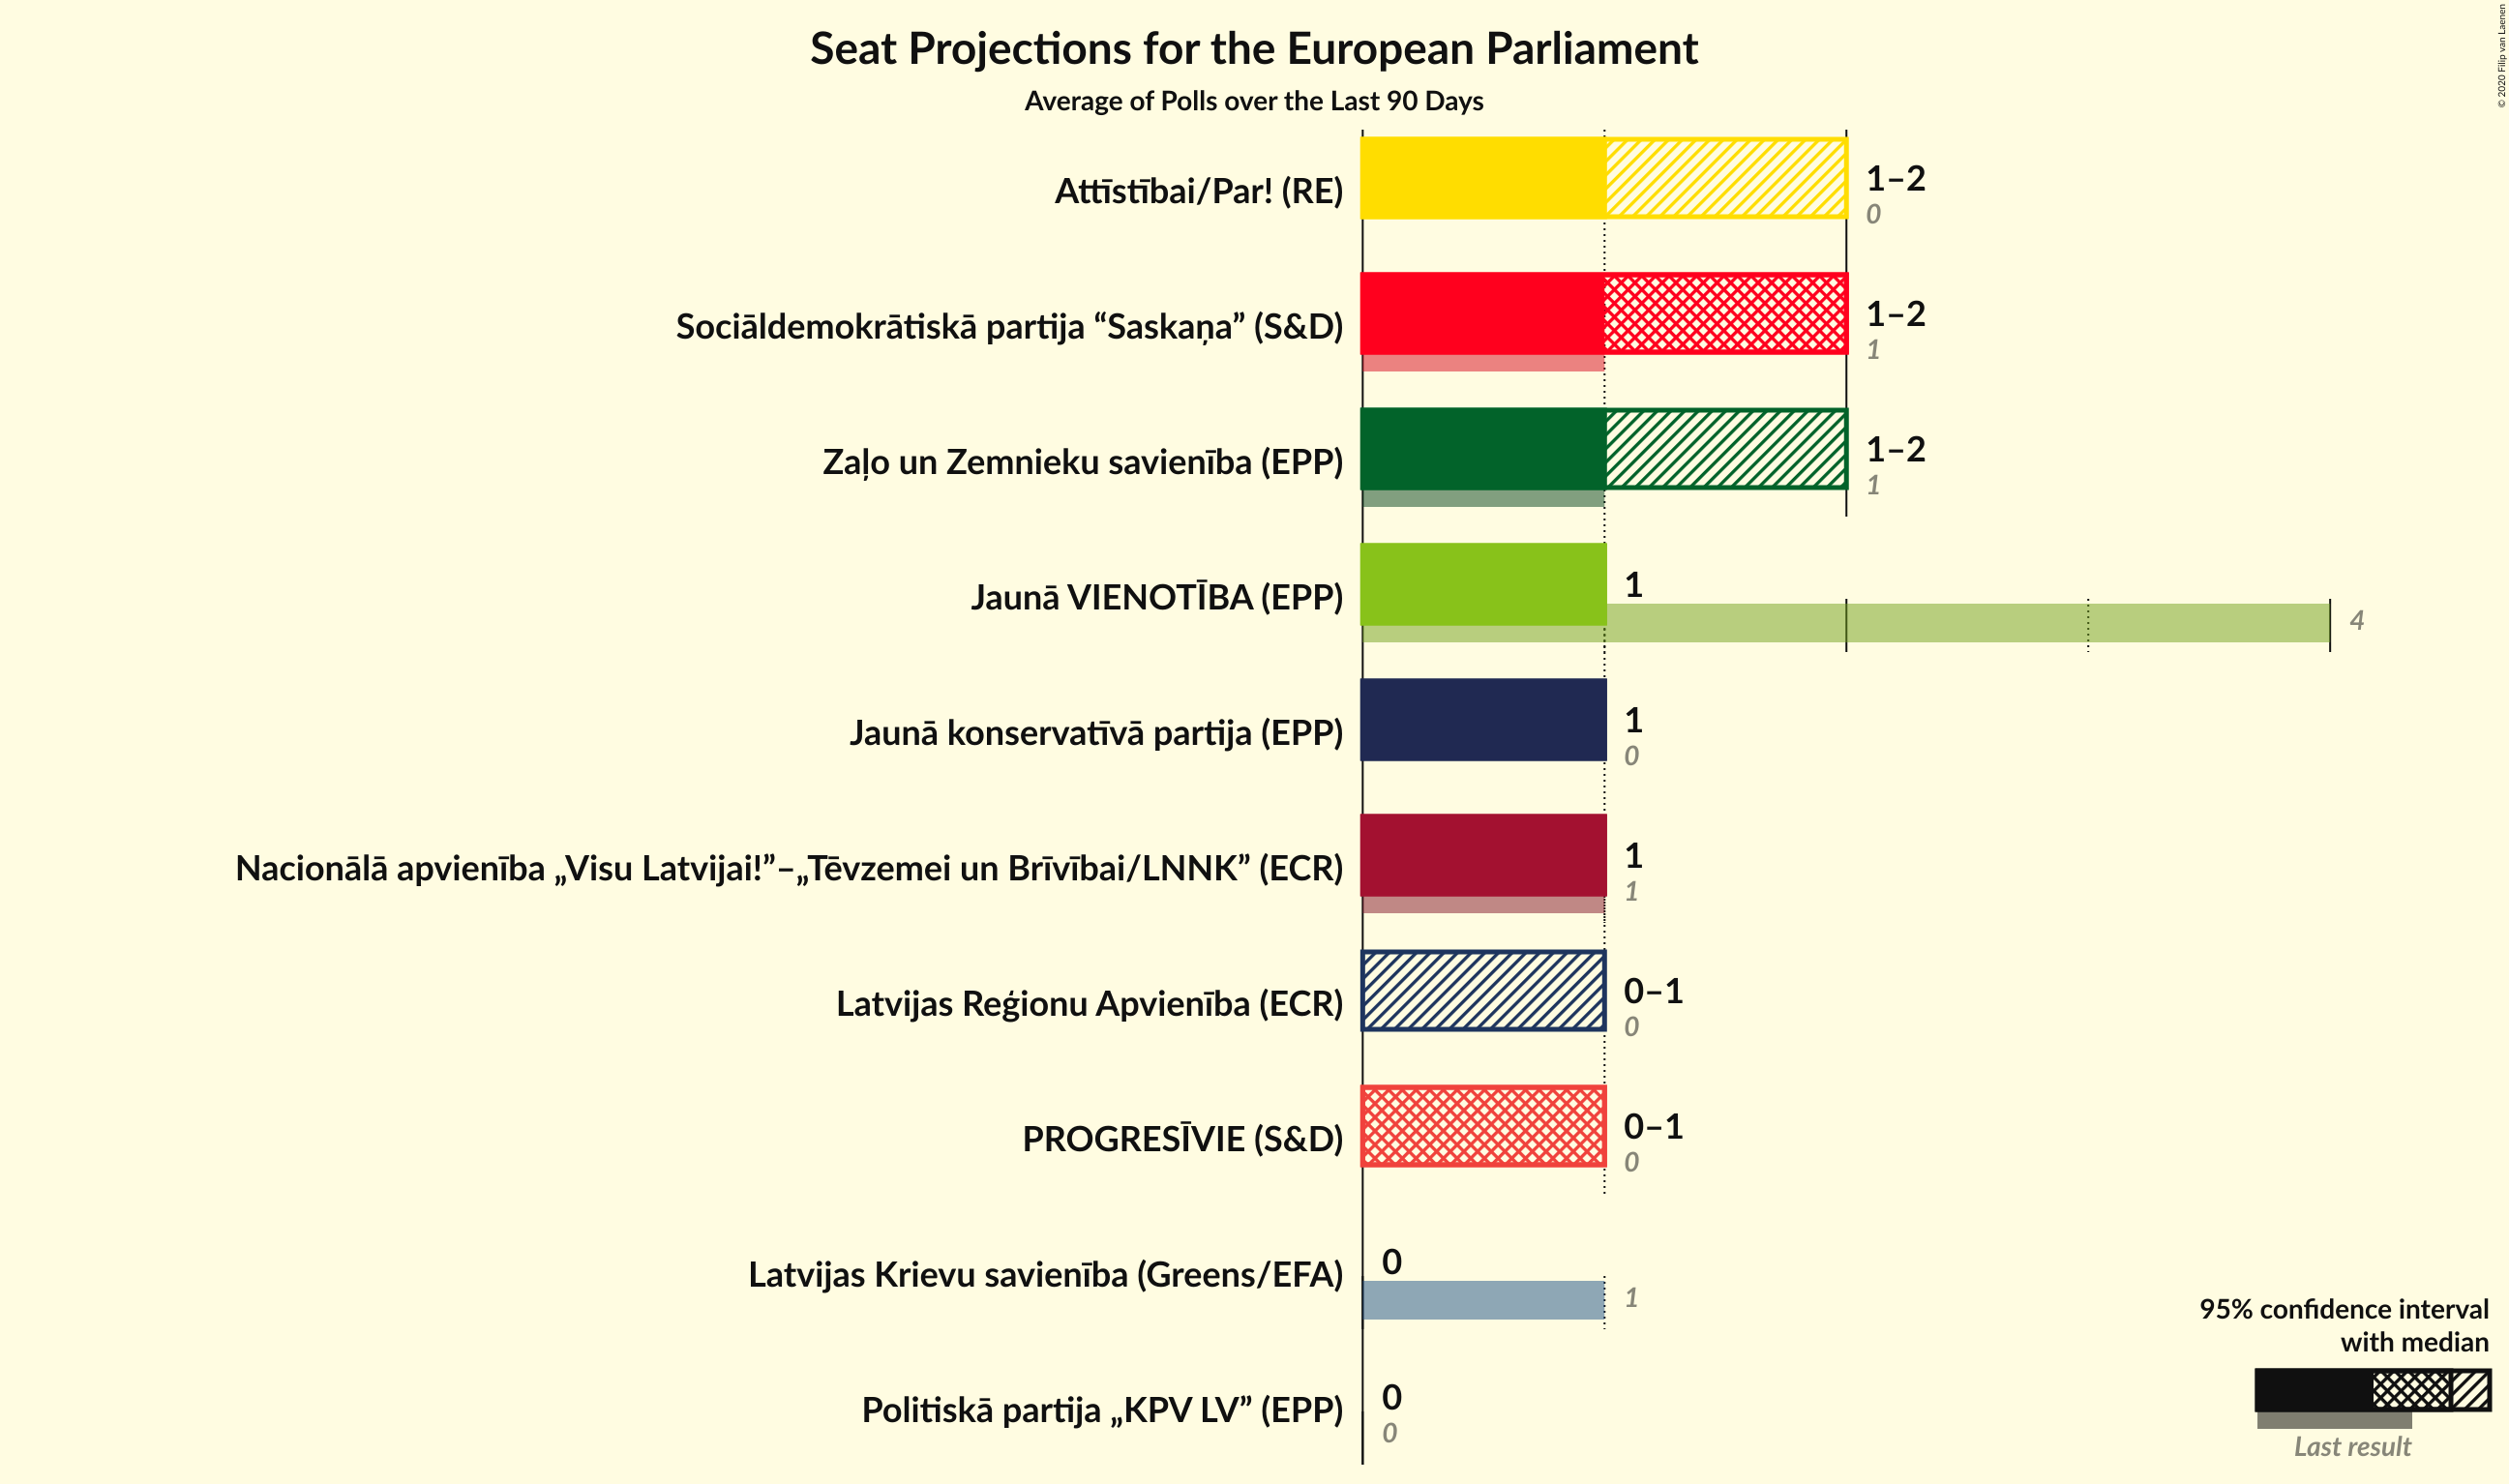 Seat Projections for the European Parliament
Average of Polls over the Last 90 Days
© 2020 Filip van Laenen
Attīstībai/Par! (RE)
1–2
0
Sociāldemokrātiskā partija “Saskaņa” (S&D)
1–2
1
Zaļo un Zemnieku savienība (EPP)
1–2
1
Jaunā VIENOTĪBA (EPP)
1
4
Jaunā konservatīvā partija (EPP)
1
0
Nacionālā apvienība „Visu Latvijai!”–„Tēvzemei un Brīvībai/LNNK” (ECR)
1
1
Latvijas Reģionu Apvienība (ECR)
0–1
0
PROGRESĪVIE (S&D)
0–1
0
Latvijas Krievu savienība (Greens/EFA)
0
1
Politiskā partija „KPV LV” (EPP)
0
0
95% confidence interval
with median
Last result